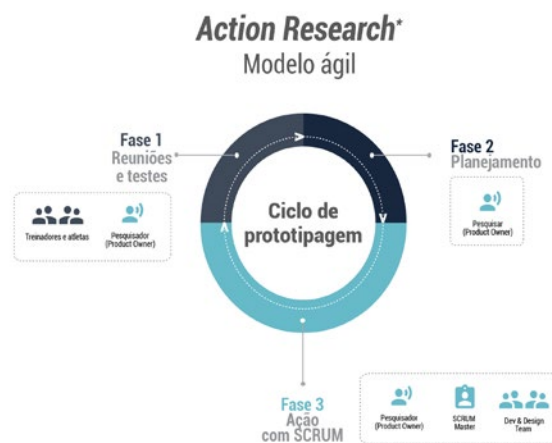 Action Research*
Modelo ágil
Fase 1
Reuniões
e testes
Treinadores e atletas
Pesquisador
(Product Owner)
Fase 2
Planejamento
Pesquisar
(Product Owner)
Ciclo de
prototipagem
Fase 3
Ação
com SCRUM
Pesquisador
(Product Owner)
SCRUM
Master
Dev & Design
Team